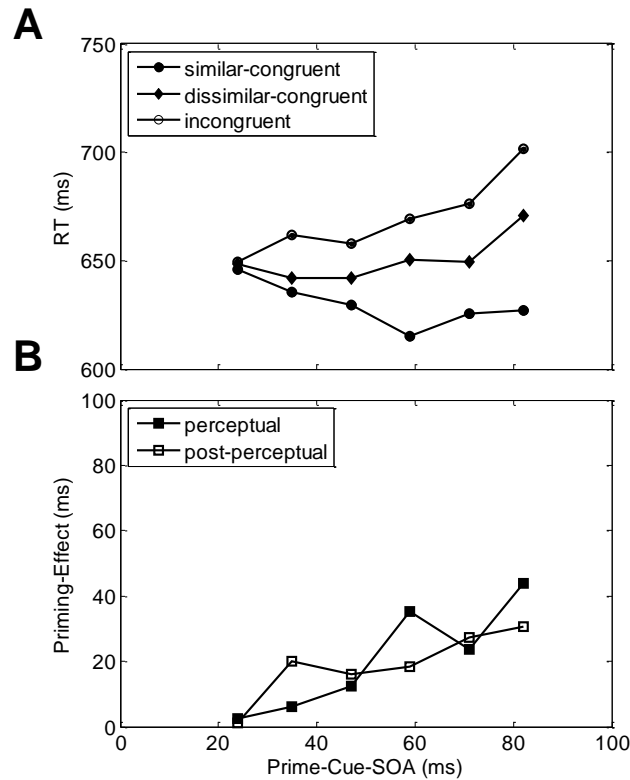 A
750
similar-congruent
dissimilar-congruent
incongruent
700
RT (ms)
650
600
B
100
perceptual
post-perceptual
80
60
Priming-Effect (ms)
40
20
0
0 20 40 60 80 100
Prime-Cue-SOA (ms)